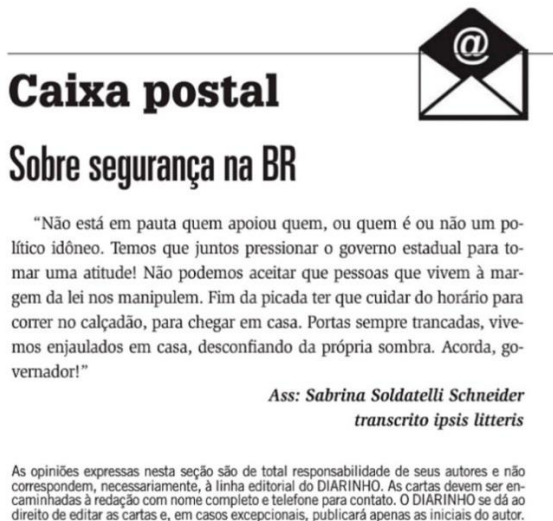 @
Caixa postal
Sobre segurança na BR
“Não está em pauta quem apoiou quem, ou quem é ou não um po-
lítico idôneo. Temos que juntos pressionar o governo estadual para to-
mar uma atitude! Não podemos aceitar que pessoas que vivem à mar-
gem da lei nos manipulem. Fim da picada ter que cuidar do horário para
correr no calçadão, para chegar em casa. Portas sempre trancadas, vive-
mos enjaulados em casa, desconfiando da própria sombra. Acorda, go-
vernador!”
Ass: Sabrina Soldatelli Schneider
transcrito ipsis litteris
As opiniões expressas nesta seção são de total responsabilidade de seus autores e não
correspondem, necessariamente, à linha editorial do DIARINHO. As cartas devem ser en-
caminhadas à redação com nome completo e telefone para contato. O DIARINHO se dá ao
direito de editar as cartas e, em casos excepcionais, publicará apenas as iniciais do autor.